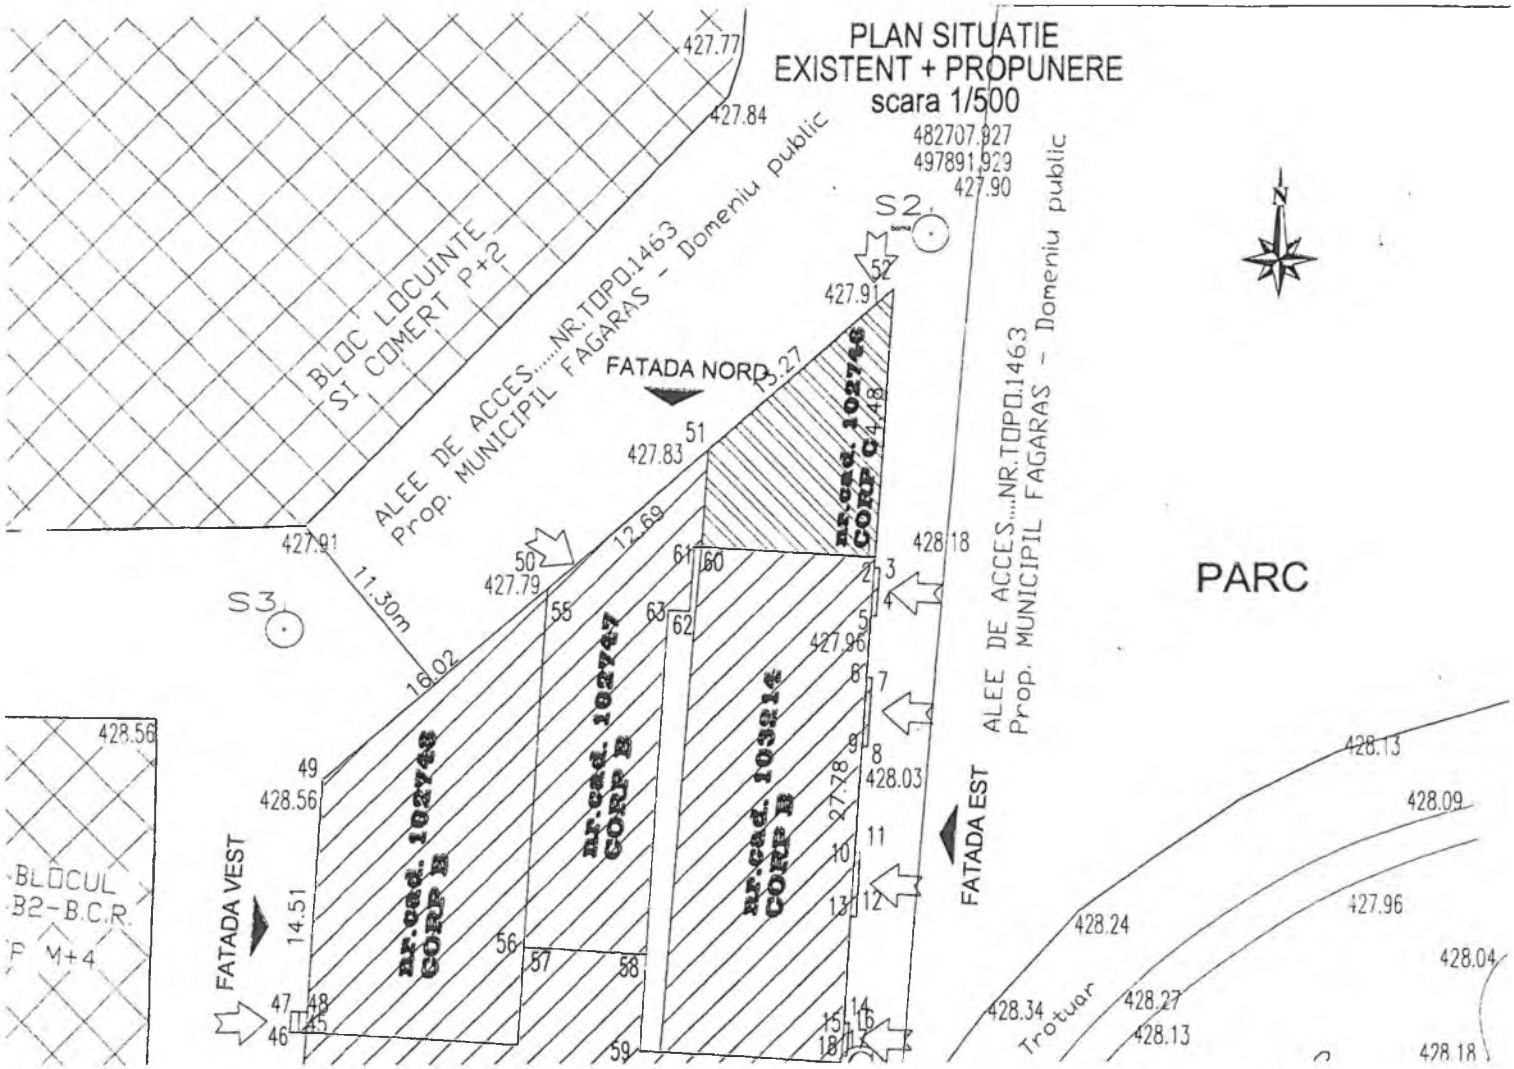 PLAN SITUATIE
EXISTENT + PROPUNERE
scara 1/500
427.77
427.84
482707.927
497891.929
427.90
S2
borna
N
BLOC LOCUINTE
SI COMERT P+2
ALEE DE ACCES.....NR.TOPO.1463
Prop. MUNICIPIL FAGARAS - Domeniu public
52
427.91
FATADA NORD
13.27
nr.cad. 102746
CORP C
14.48
51
427.83
ALEE DE ACCES.....NR.TOPO.1463
Prop. MUNICIPIL FAGARAS - Domeniu public
427.91
11.30m
S3
50
427.79
12.69
55
61
60
63
62
428.18
2
3
4
5
427.96
PARC
16.02
6
7
9
8
428.03
27.78
nr.cad. 102747
CORP B
nr.cad. 103214
CORP B
nr.cad. 102748
CORP B
428.56
49
428.56
14.51
FATADA VEST
FATADA EST
BLOCUL
B2-B.C.R.
P M+4
10
11
12
13
56
57
58
59
47
48
46
45
14
15
16
18
428.13
428.09
427.96
428.24
428.04
428.34
428.27
428.13
428.18
Trotuar